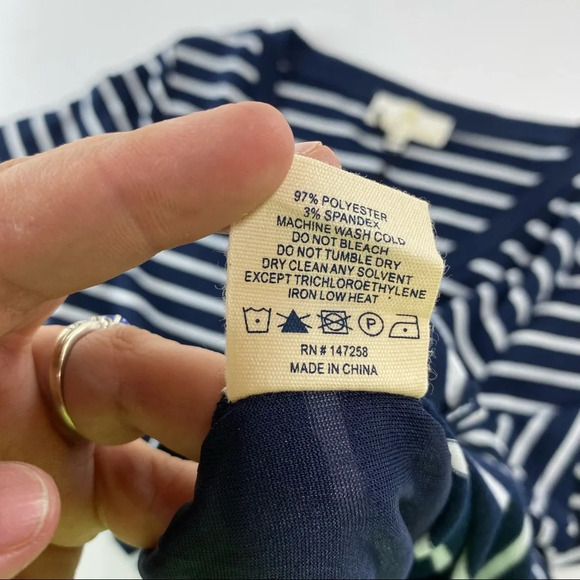 97% POLYESTER
3% SPANDEX
MACHINE WASH COLD
DO NOT BLEACH
DO NOT TUMBLE DRY
DRY CLEAN ANY SOLVENT
EXCEPT TRICHLOROETHYLENE
IRON LOW HEAT
P
RN # 147258
MADE IN CHINA